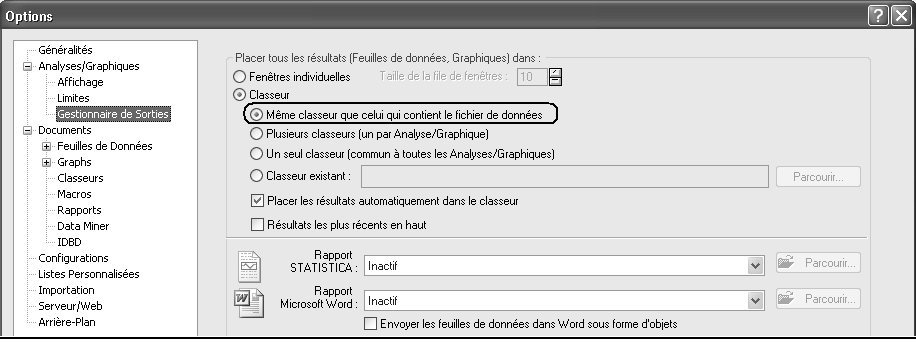 Options
Généralités
Analyses/Graphiques
Affichage
Limites
Gestionnaire de Sorties
Documents
Feuilles de Données
Graphs
Classeurs
Macros
Rapports
Data Miner
IDBD
Configurations
Listes Personnalisées
Importation
Serveur/Web
Arrière-Plan
Placer tous les résultats (Feuilles de données, Graphiques) dans :
Fenêtres individuelles Taille de la file de fenêtres : 10
Classeur
Même classeur que celui qui contient le fichier de données
Plusieurs classeurs (un par Analyse/Graphique)
Un seul classeur (commun à toutes les Analyses/Graphiques)
Classeur existant : Parcourir...
Placer les résultats automatiquement dans le classeur
Résultats les plus récents en haut
Rapport
STATISTICA : Inactif Parcourir...
Rapport
Microsoft Word : Inactif Parcourir...
Envoyer les feuilles de données dans Word sous forme d'objets